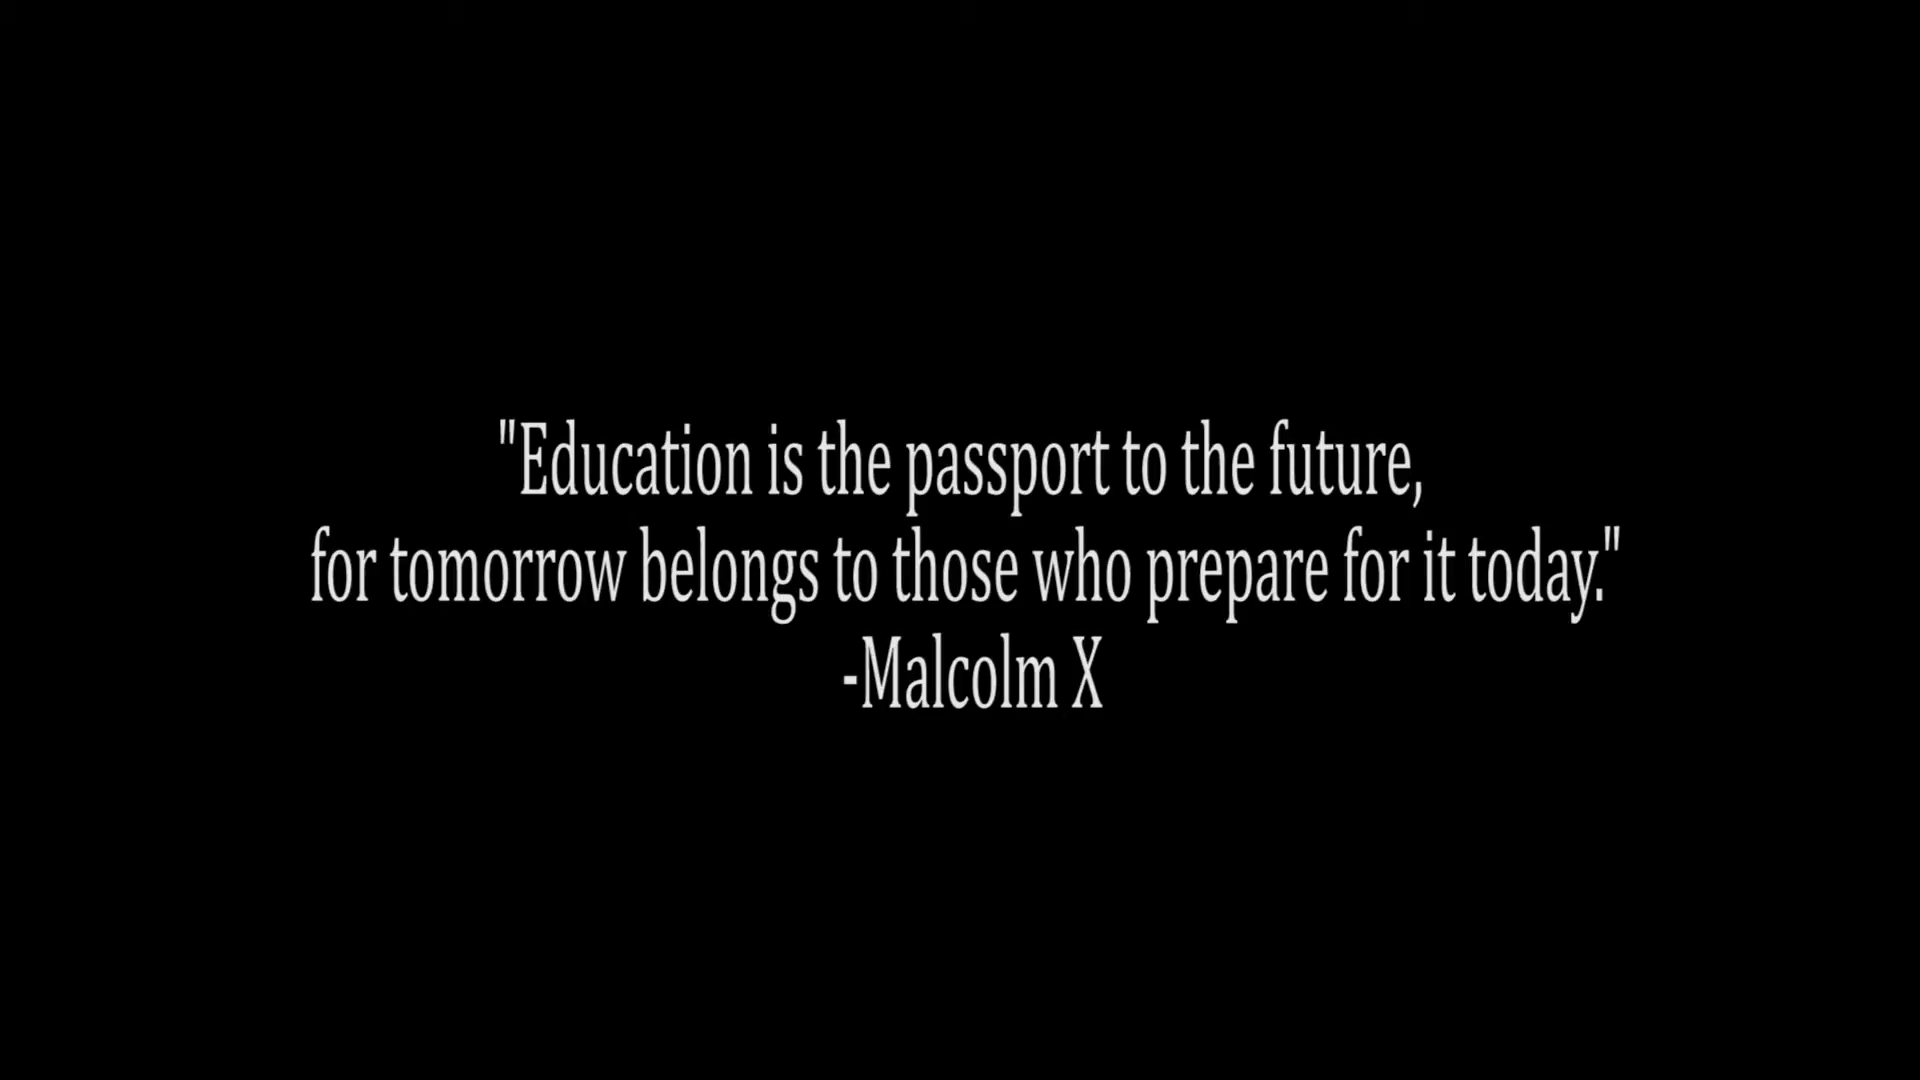 "Education is the passport to the future,
for tomorrow belongs to those who prepare for it today."
-Malcolm X